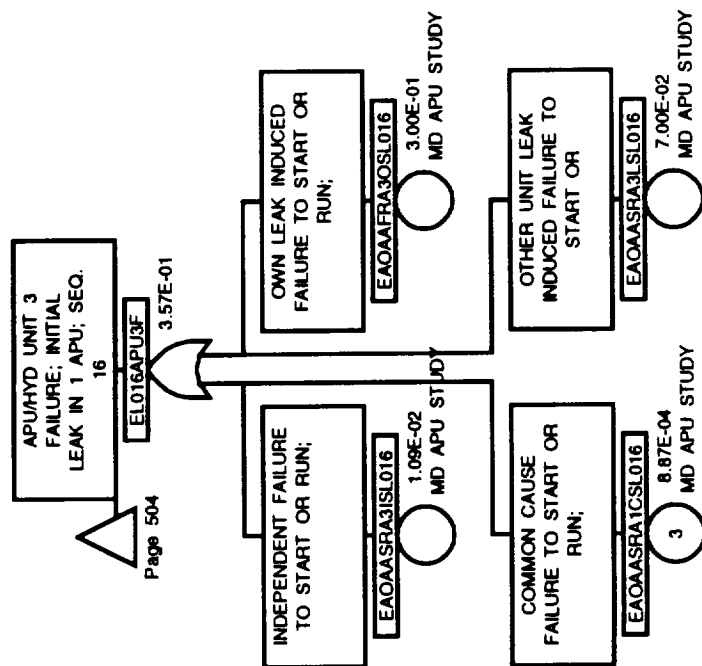 APU/HYD UNIT 3
FAILURE; INITIAL
LEAK IN 1 APU; SEQ.
16
EL016APU3F
3.57E-01
Page 504
INDEPENDENT FAILURE
TO START OR RUN;
EAOAASRA3ISL016
1.09E-02
MD APU STUDY
OWN LEAK INDUCED
FAILURE TO START OR
RUN;
EAOAAFRA3OSL016
3.00E-01
MD APU STUDY
COMMON CAUSE
FAILURE TO START OR
RUN;
EAOAASRA1CSL016
3
8.87E-04
MD APU STUDY
OTHER UNIT LEAK
INDUCED FAILURE TO
START OR
EAOAASRA3LSL016
7.00E-02
MD APU STUDY